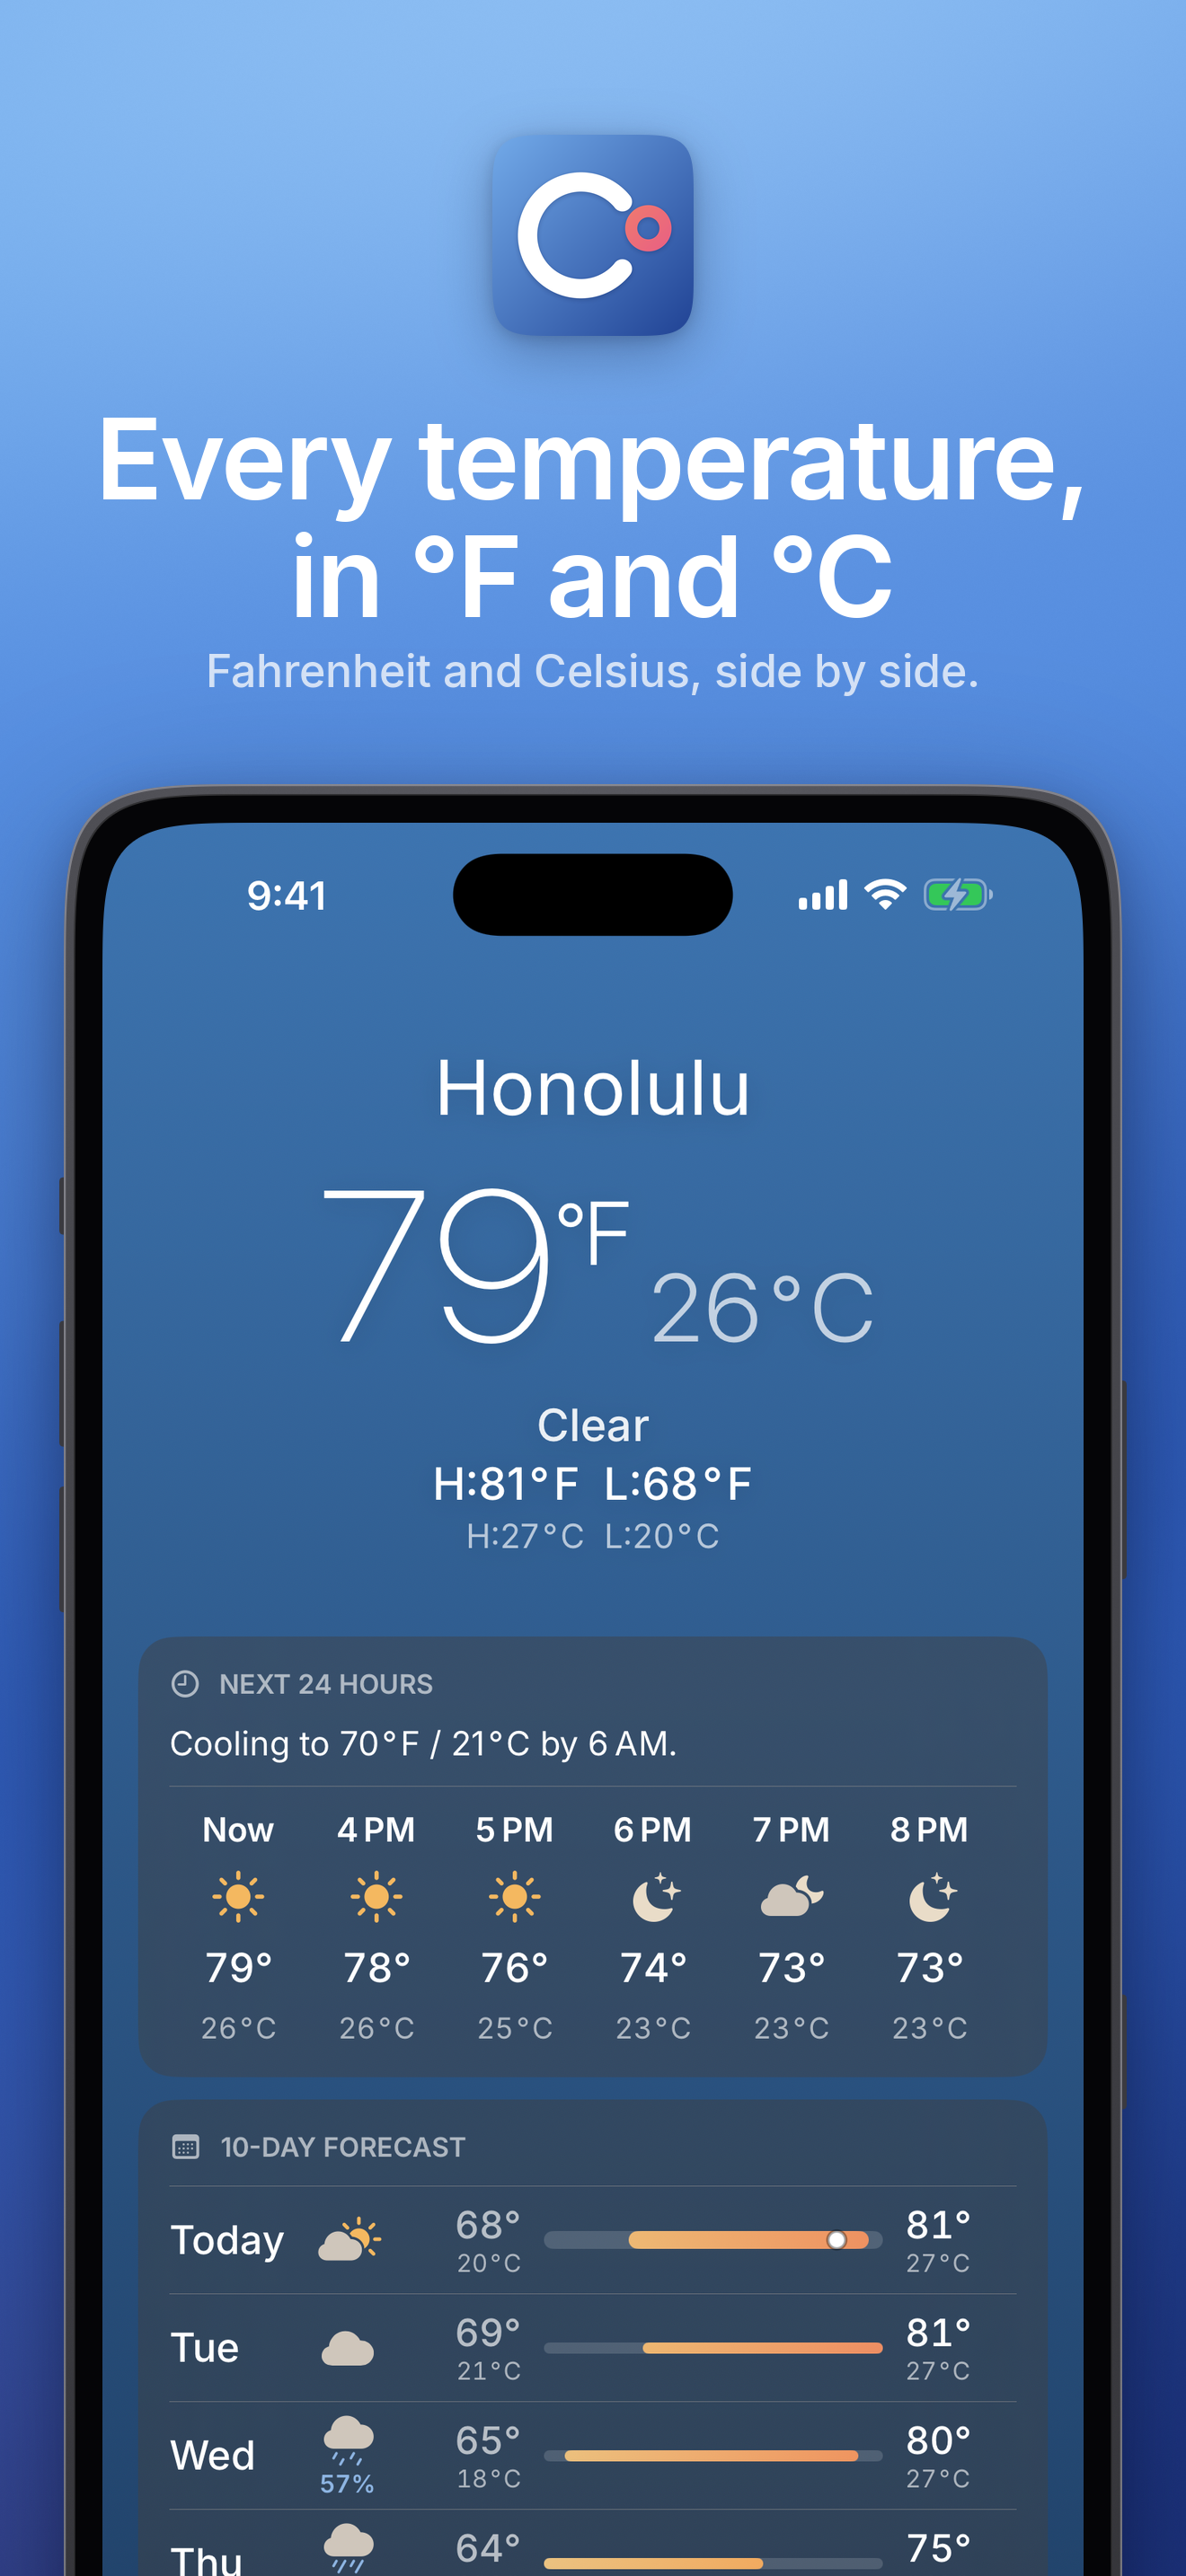 C°
Every temperature,
in °F and °C
Fahrenheit and Celsius, side by side.
9:41
Honolulu
79°F 26°C
Clear
H:81°F L:68°F
H:27°C L:20°C
NEXT 24 HOURS
Cooling to 70°F / 21°C by 6 AM.
Now 4 PM 5 PM 6 PM 7 PM 8 PM
79° 78° 76° 74° 73° 73°
26°C 26°C 25°C 23°C 23°C 23°C
10-DAY FORECAST
Today 68° 81°
20°C 27°C
Tue 69° 81°
21°C 27°C
Wed 65° 80°
57% 18°C 27°C
Thu 64° 75°